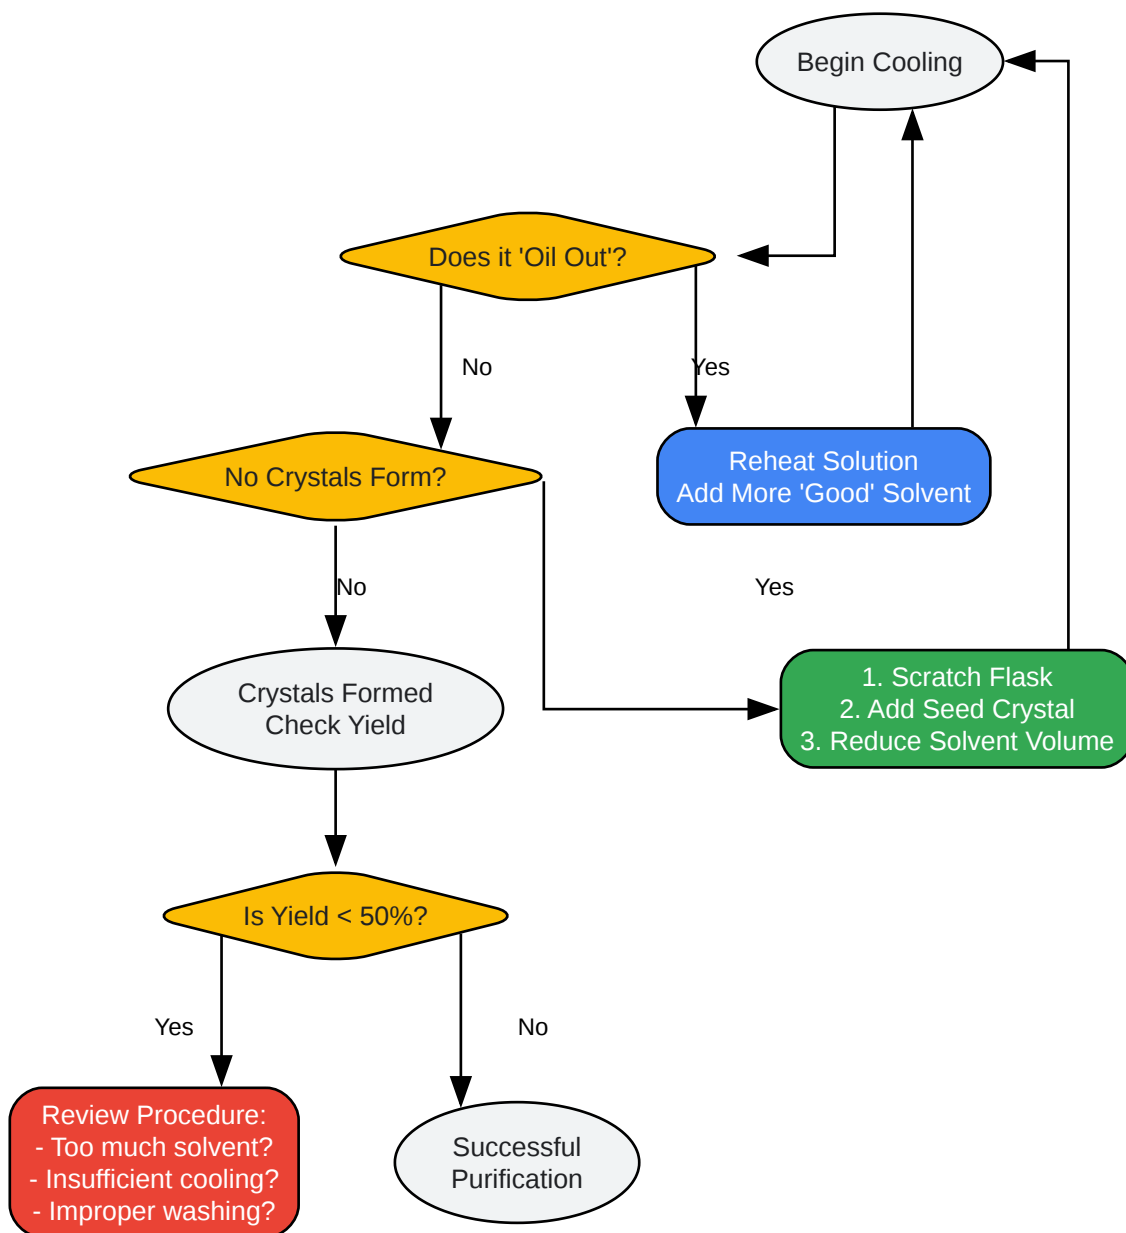 Begin Cooling
Does it 'Oil Out'?
No
Yes
Reheat Solution
Add More 'Good' Solvent
No Crystals Form?
No
Yes
Crystals Formed
Check Yield
1. Scratch Flask
2. Add Seed Crystal
3. Reduce Solvent Volume
Is Yield < 50%?
Yes
No
Review Procedure:
- Too much solvent?
- Insufficient cooling?
- Improper washing?
Successful
Purification